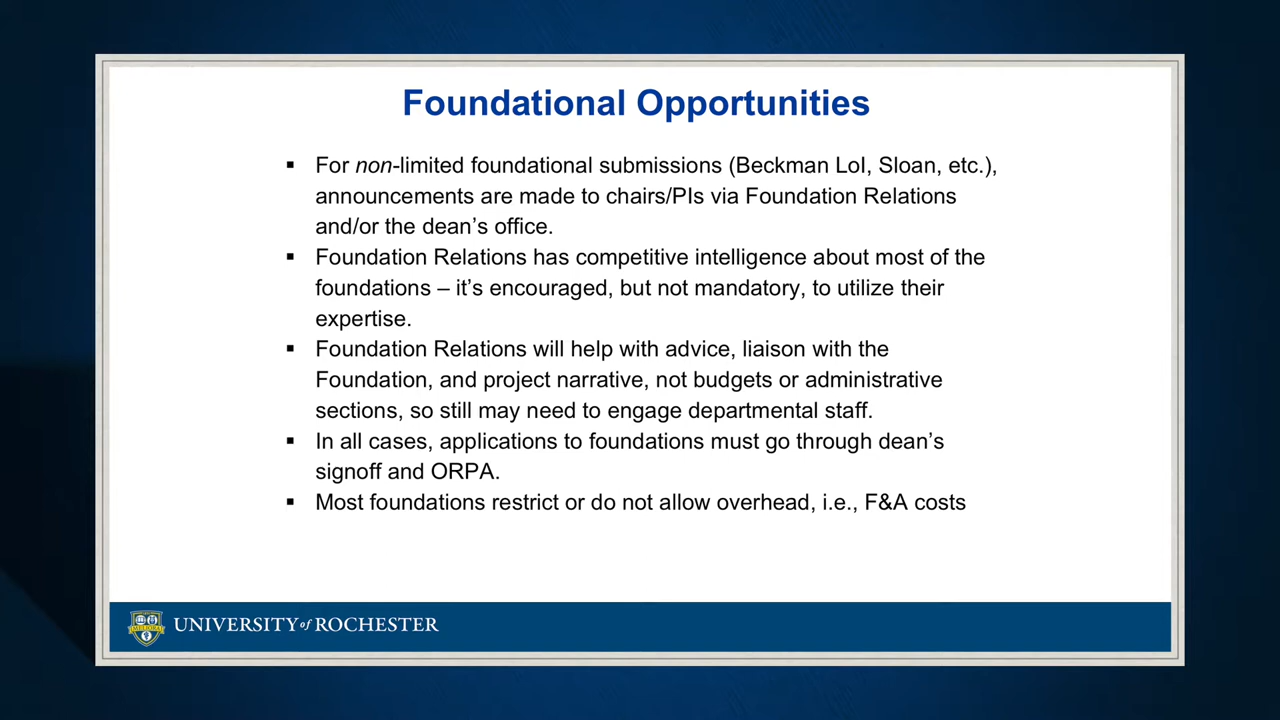 Foundational Opportunities
▪ For non-limited foundational submissions (Beckman LoI, Sloan, etc.),
announcements are made to chairs/PIs via Foundation Relations
and/or the dean’s office.
▪ Foundation Relations has competitive intelligence about most of the
foundations – it’s encouraged, but not mandatory, to utilize their
expertise.
▪ Foundation Relations will help with advice, liaison with the
Foundation, and project narrative, not budgets or administrative
sections, so still may need to engage departmental staff.
▪ In all cases, applications to foundations must go through dean’s
signoff and ORPA.
▪ Most foundations restrict or do not allow overhead, i.e., F&A costs
MELIORA
UNIVERSITY of ROCHESTER